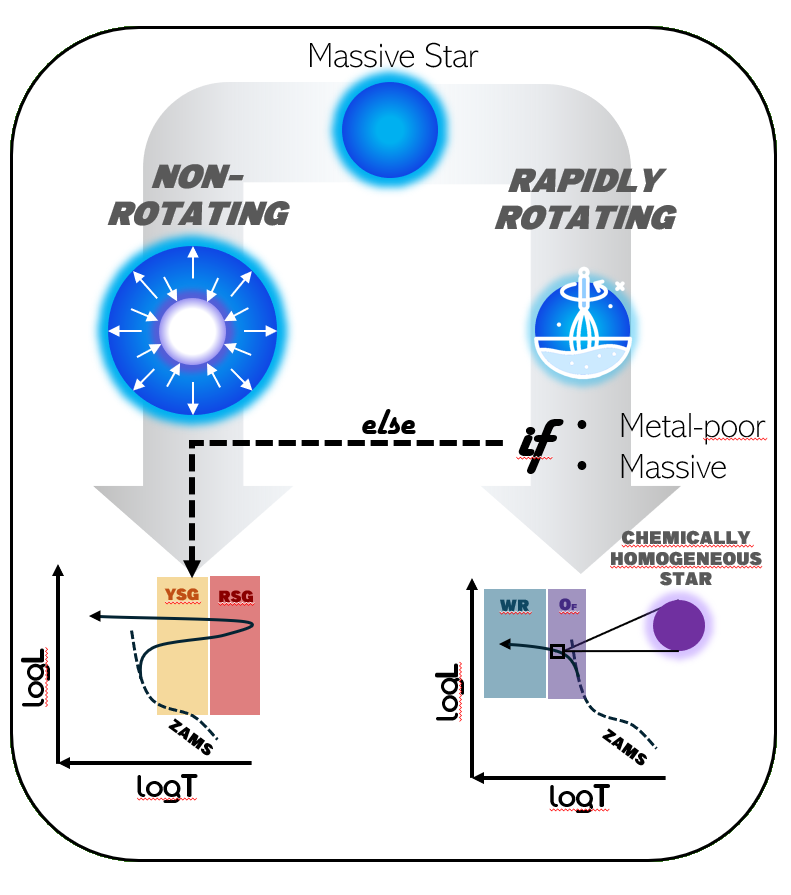 Massive Star
NON-
ROTATING
RAPIDLY
ROTATING
else
if
• Metal-poor
• Massive
CHEMICALLY
HOMOGENEOUS
STAR
YSG
RSG
logL
ZAMS
logT
WR
OF
logL
ZAMS
logT